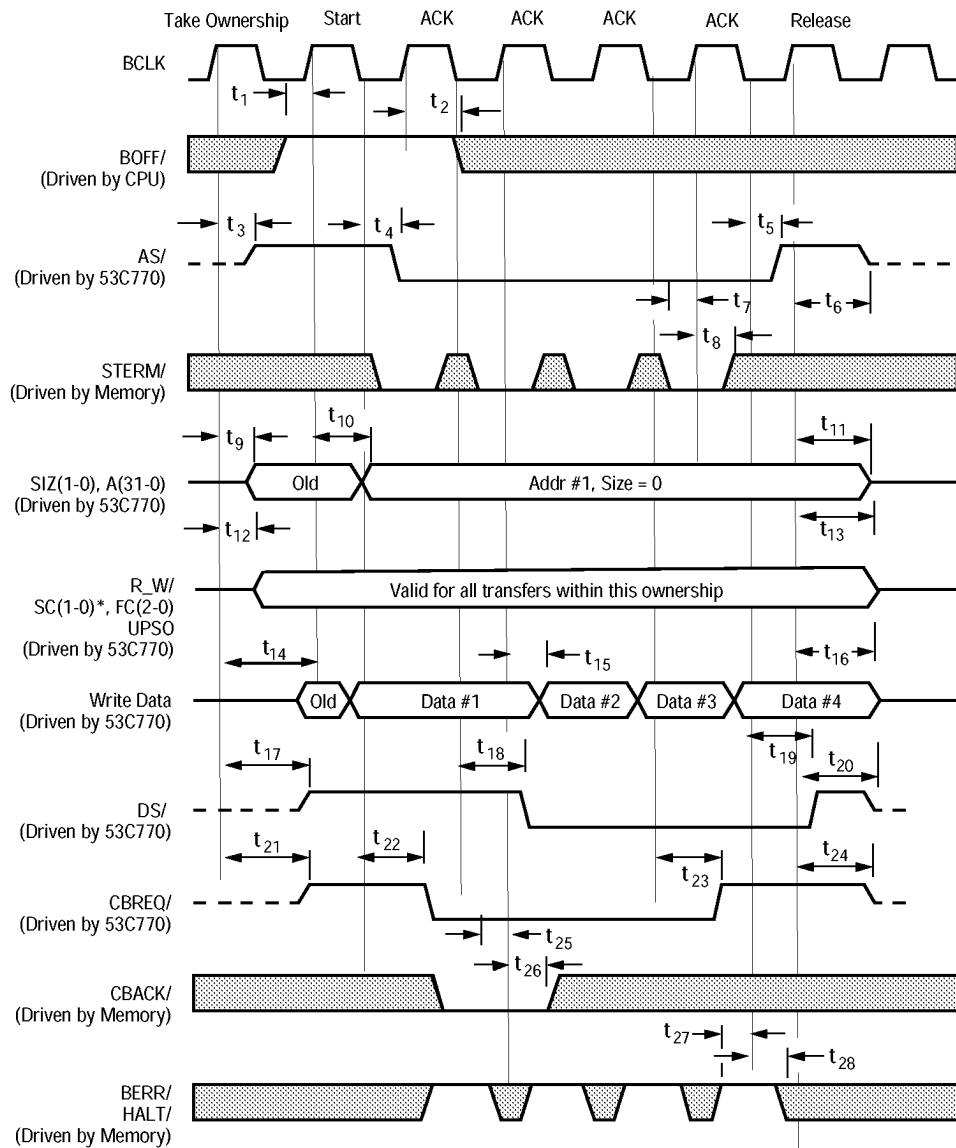 Take Ownership Start ACK ACK ACK ACK Release
BCLK
t1 t2
BOFF/
(Driven by CPU)
t3 t4 t5
AS/
(Driven by 53C770)
t7 t6
t8
STERM/
(Driven by Memory)
t9 t10 t11
SIZ(1-0), A(31-0) Old Addr #1, Size = 0
(Driven by 53C770)
t12 t13
R_W/ Valid for all transfers within this ownership
SC(1-0)*, FC(2-0)
UPSO
(Driven by 53C770)
t14 t15 t16
Write Data Old Data #1 Data #2 Data #3 Data #4
(Driven by 53C770)
t17 t18 t19 t20
DS/
(Driven by 53C770)
t21 t22 t23 t24
CBREQ/
(Driven by 53C770)
t25
t26
CBACK/
(Driven by Memory)
t27 t28
BERR/
HALT/
(Driven by Memory)